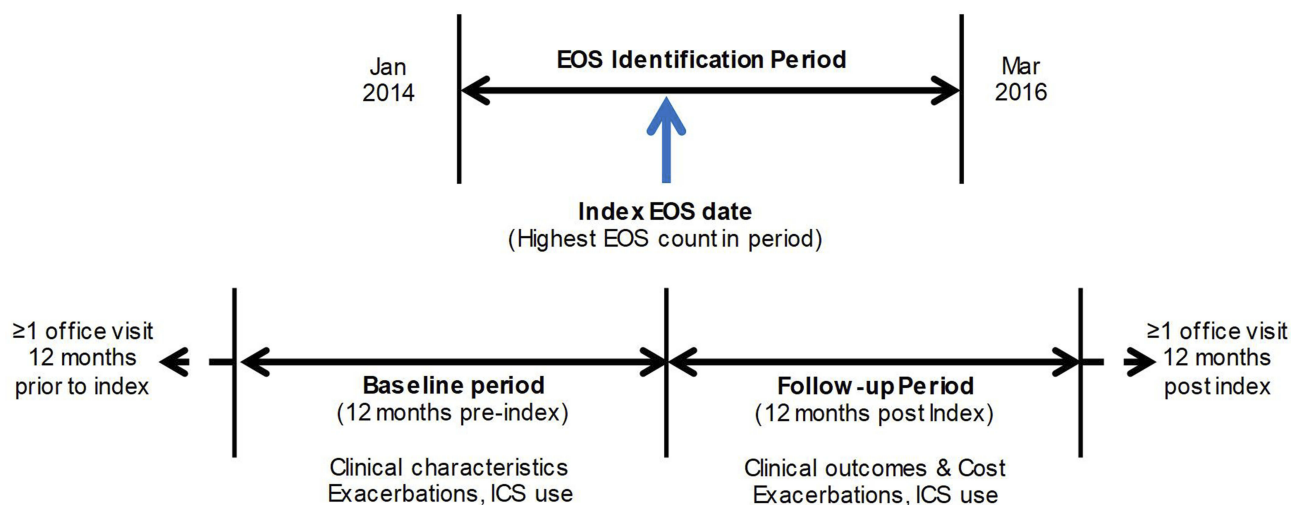 Jan
2014
EOS Identification Period
Mar
2016
Index EOS date
(Highest EOS count in period)
≥1 office visit
12 months
prior to index
Baseline period
(12 months pre-index)
Clinical characteristics
Exacerbations, ICS use
Follow-up Period
(12 months post Index)
Clinical outcomes & Cost
Exacerbations, ICS use
≥1 office visit
12 months
post index